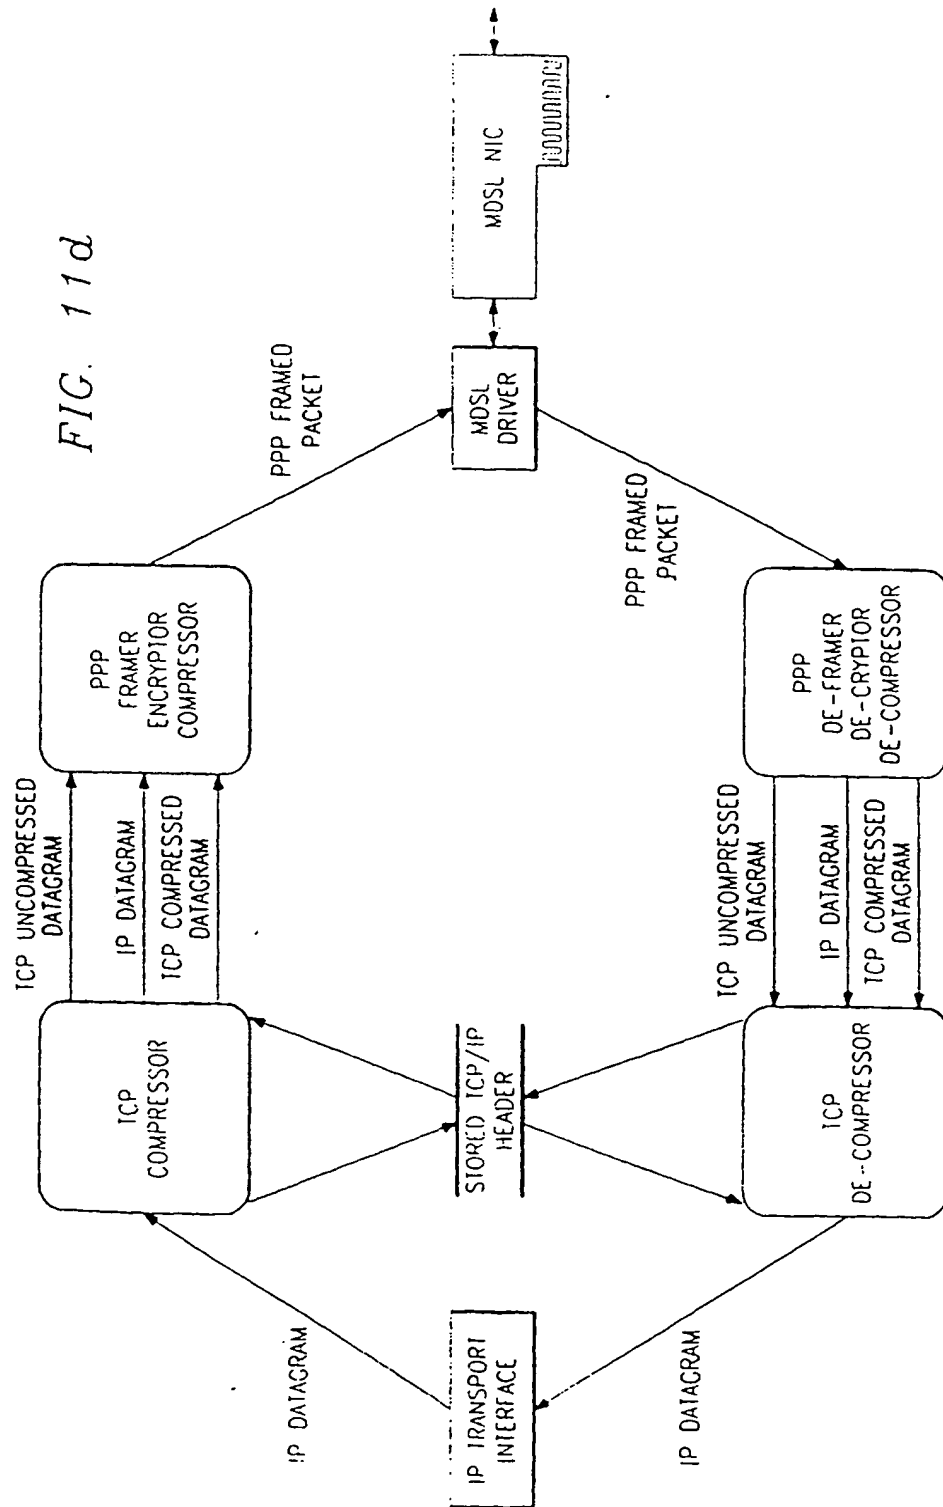 FIG. 11d
TCP UNCOMPRESSED
DATAGRAM
IP DATAGRAM
TCP COMPRESSED
DATAGRAM
TCP
COMPRESSOR
PPP
FRAMER
ENCRYPTOR
COMPRESSOR
IP DATAGRAM
PPP FRAMED
PACKET
IP TRANSPORT
INTERFACE
STORED TCP/IP
HEADER
MDSL
DRIVER
MDSL NIC
IP DATAGRAM
PPP FRAMED
PACKET
TCP UNCOMPRESSED
DATAGRAM
IP DATAGRAM
TCP COMPRESSED
DATAGRAM
TCP
DE-COMPRESSOR
PPP
DE-FRAMER
DE-CRYPTOR
DE-COMPRESSOR